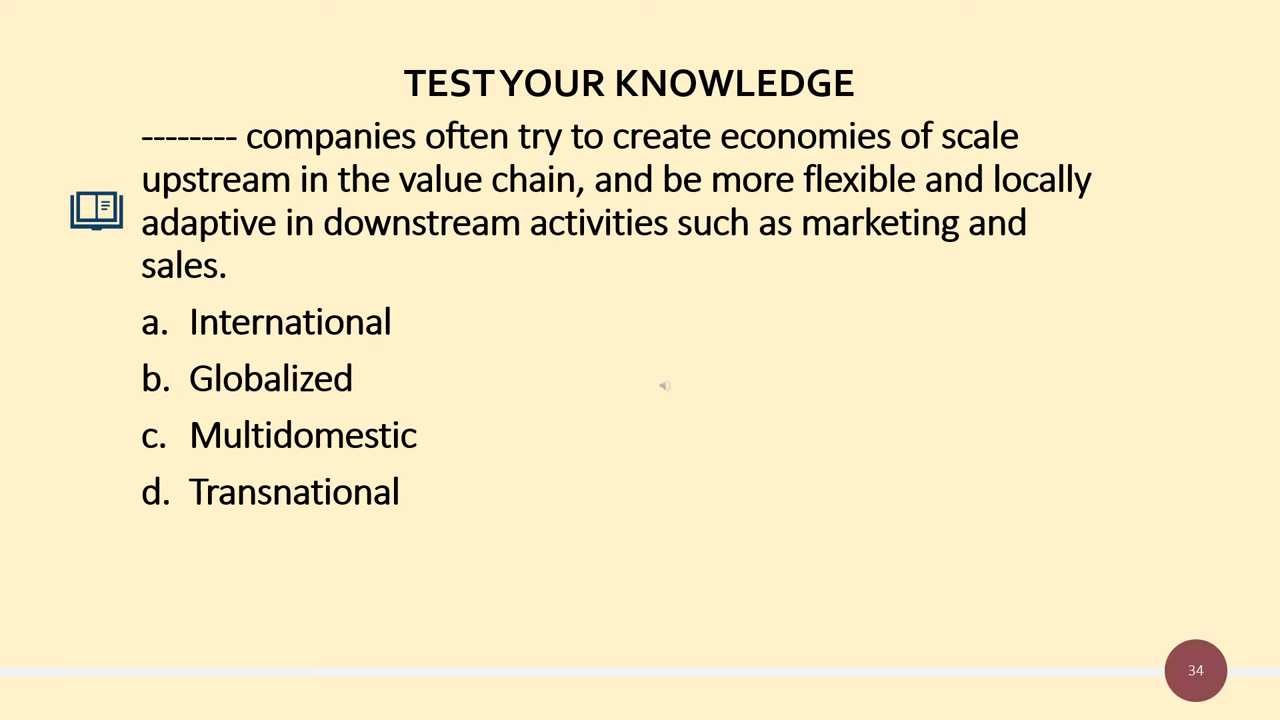 TEST YOUR KNOWLEDGE
-------- companies often try to create economies of scale
upstream in the value chain, and be more flexible and locally
adaptive in downstream activities such as marketing and
sales.
a. International
b. Globalized
c. Multidomestic
d. Transnational
34